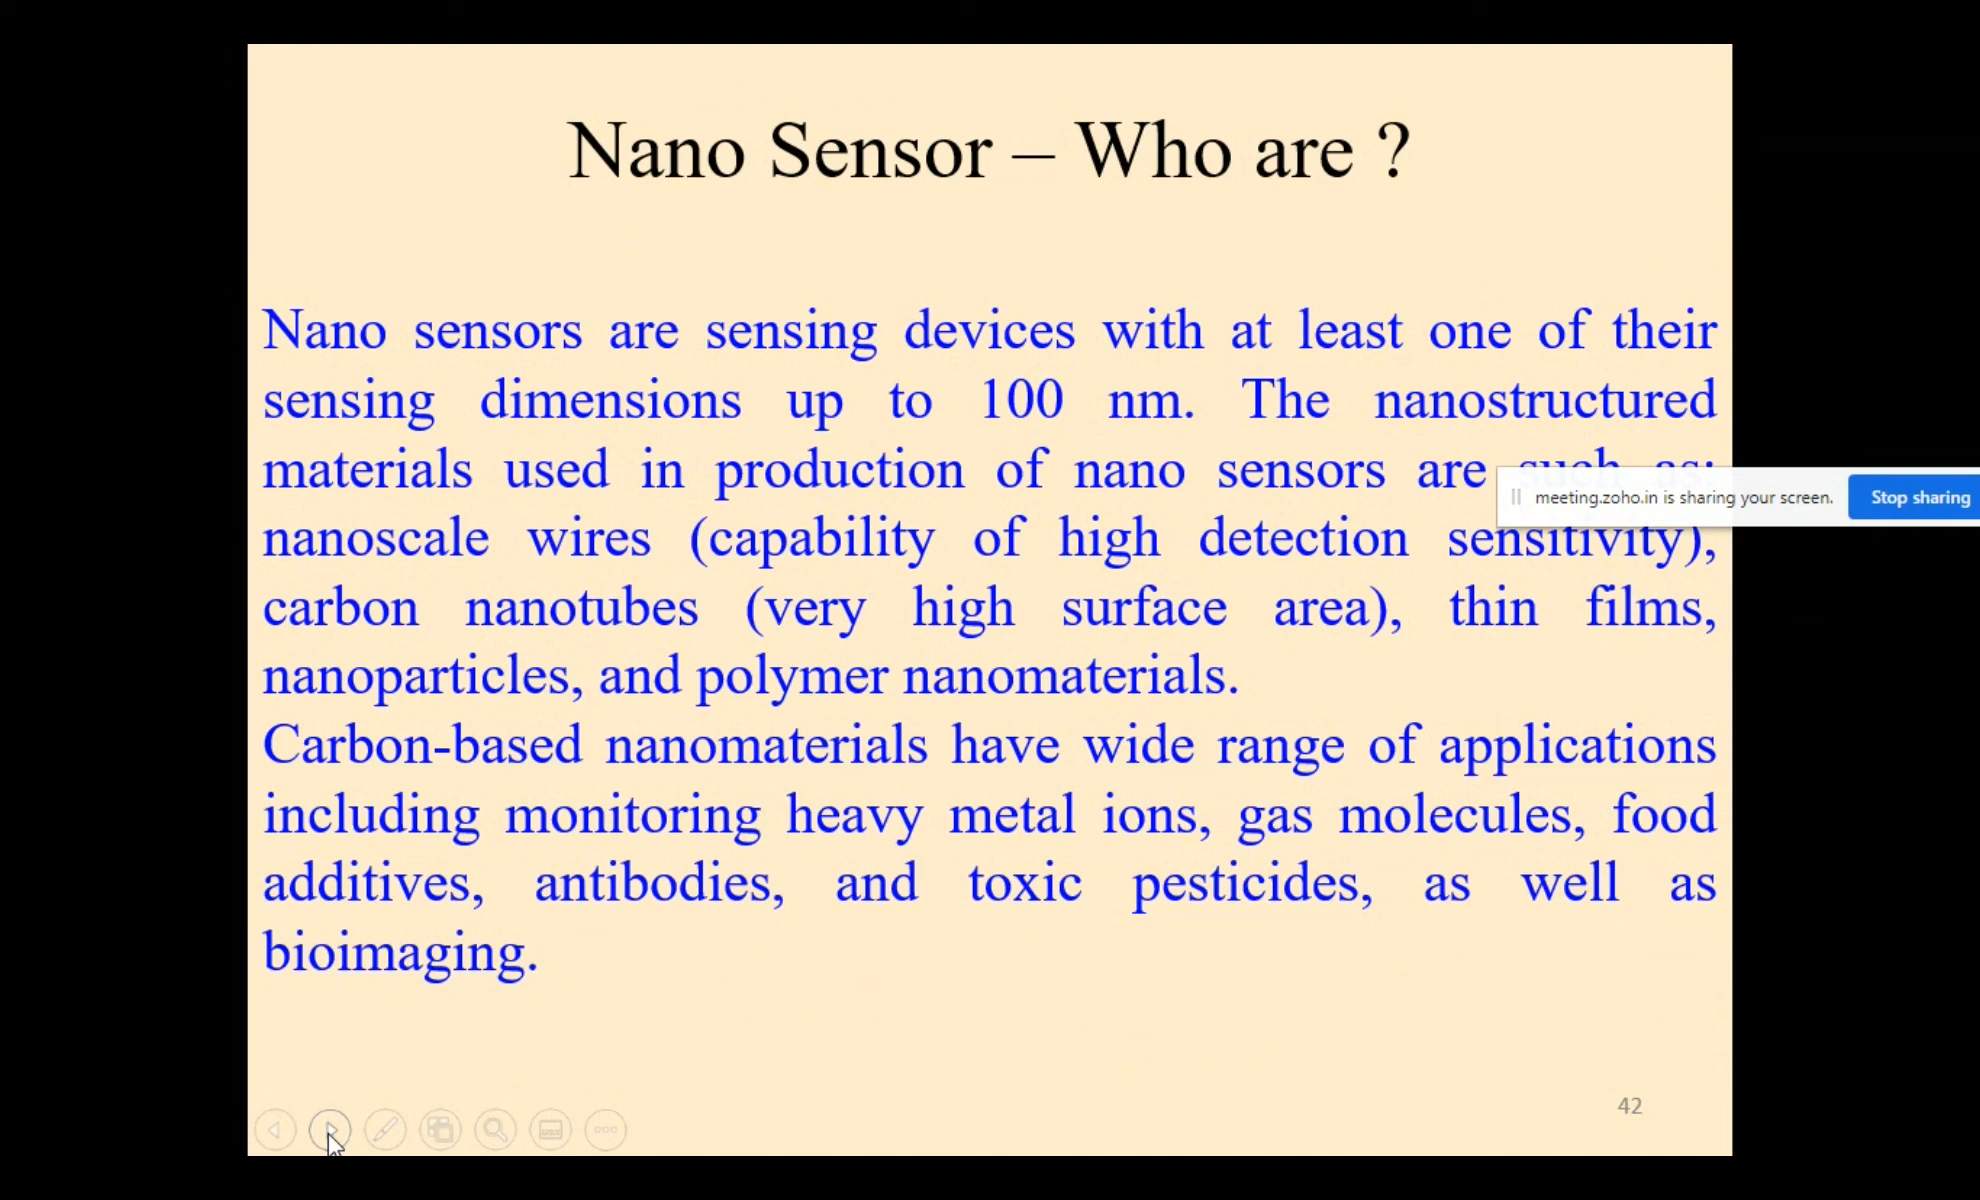 Nano Sensor – Who are ?
Nano sensors are sensing devices with at least one of their
sensing dimensions up to 100 nm. The nanostructured
materials used in production of nano sensors are such as:
meeting.zoho.in is sharing your screen. Stop sharing
nanoscale wires (capability of high detection sensitivity),
carbon nanotubes (very high surface area), thin films,
nanoparticles, and polymer nanomaterials.
Carbon-based nanomaterials have wide range of applications
including monitoring heavy metal ions, gas molecules, food
additives, antibodies, and toxic pesticides, as well as
bioimaging.
42